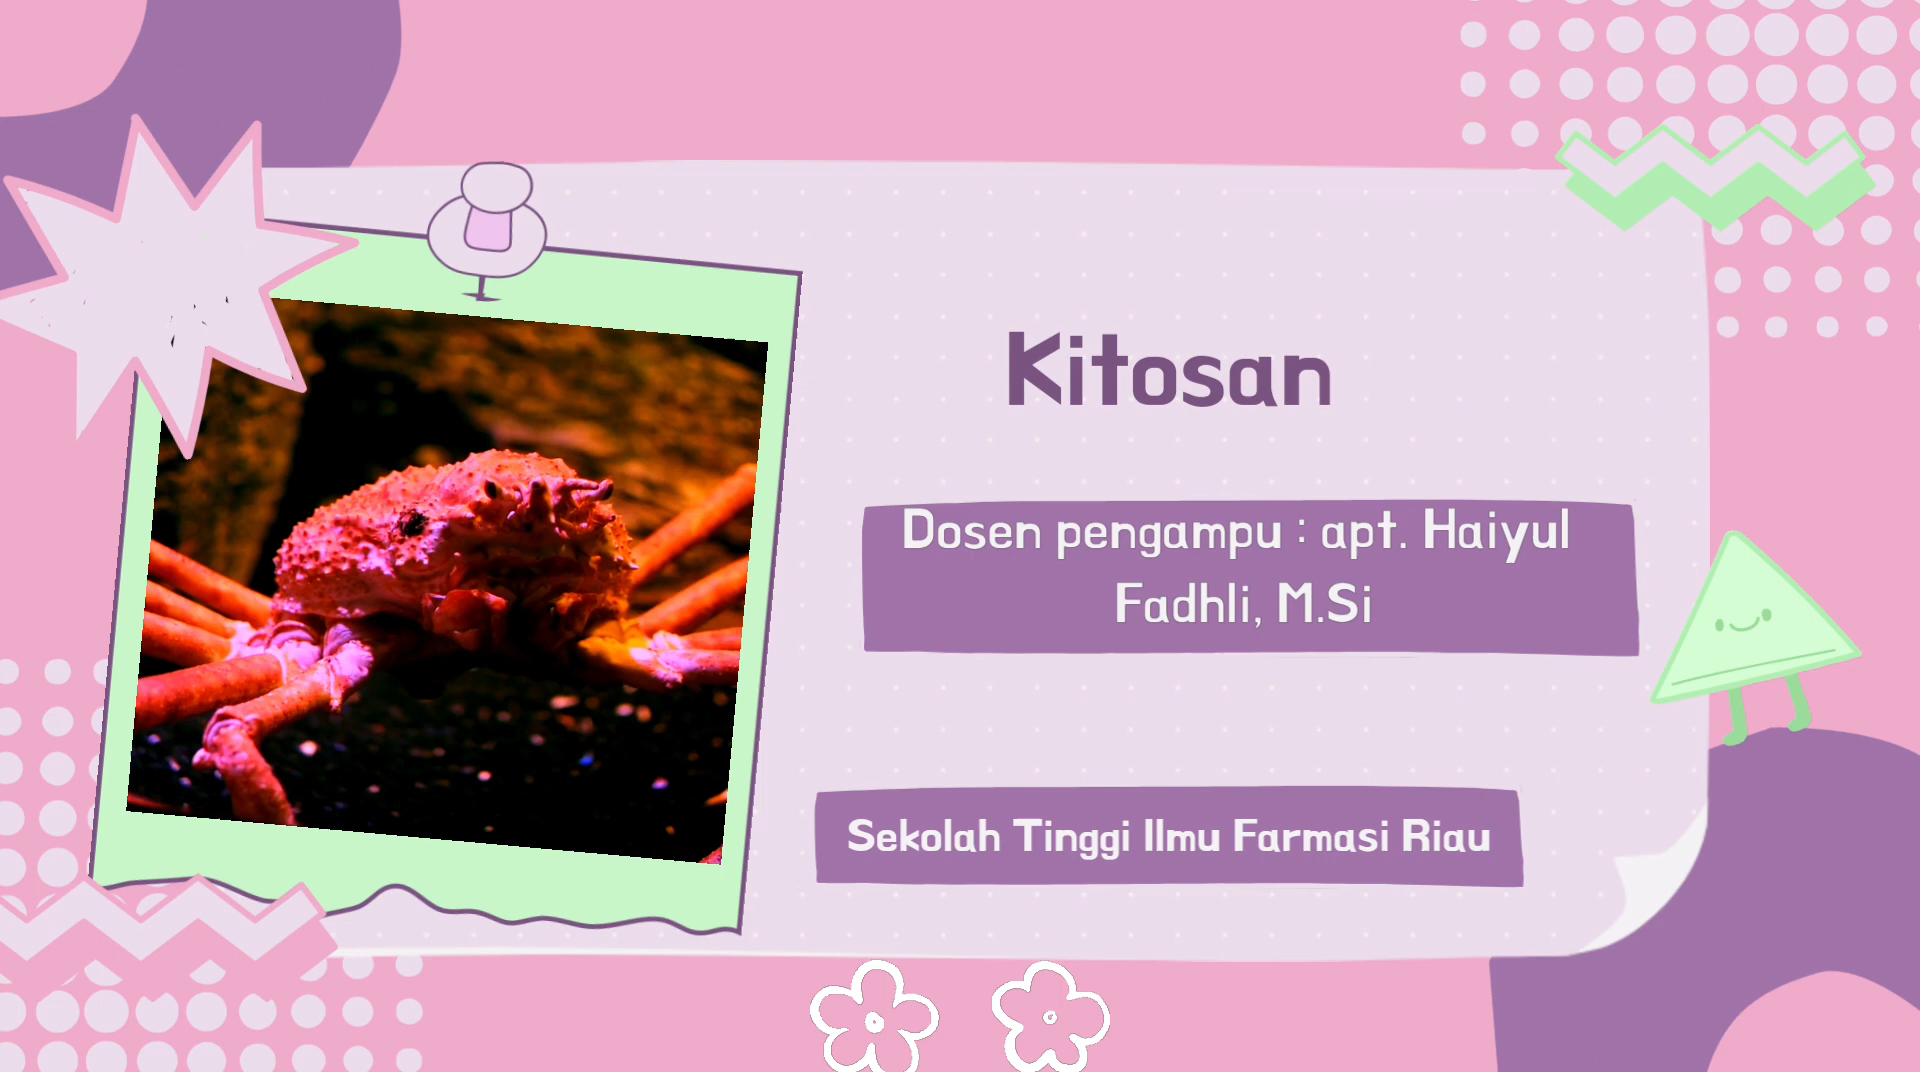 Kitosan
Dosen pengampu : apt. Haiyul
Fadhli, M.Si
Sekolah Tinggi Ilmu Farmasi Riau